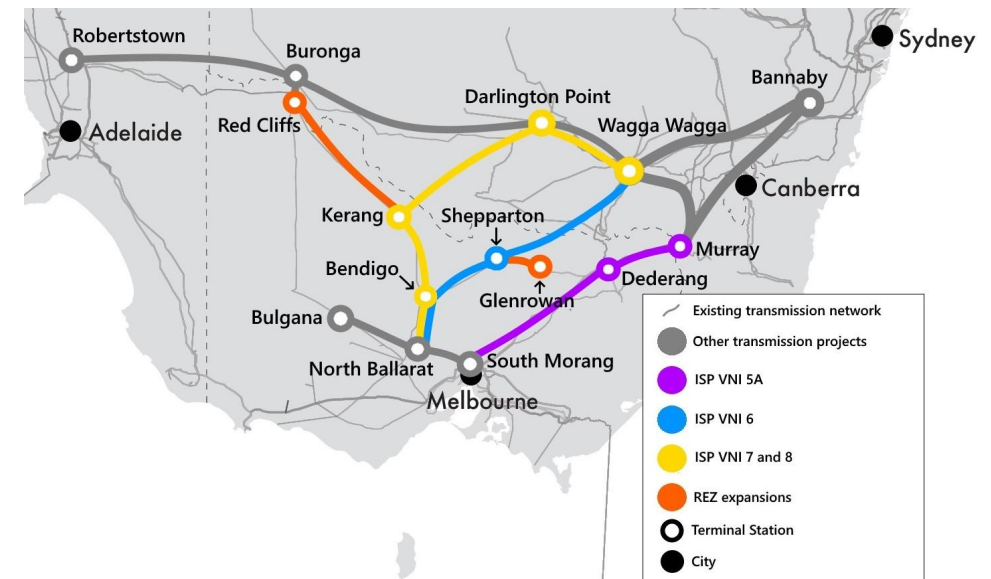 Robertstown
Buronga
Sydney
Bannaby
Darlington Point
Wagga Wagga
Red Cliffs
Adelaide
Canberra
Kerang
Shepparton
Murray
Bendigo
Dederang
Glenrowan
Bulgana
North Ballarat
South Morang
Melbourne
Existing transmission network
Other transmission projects
ISP VNI 5A
ISP VNI 6
ISP VNI 7 and 8
REZ expansions
Terminal Station
City